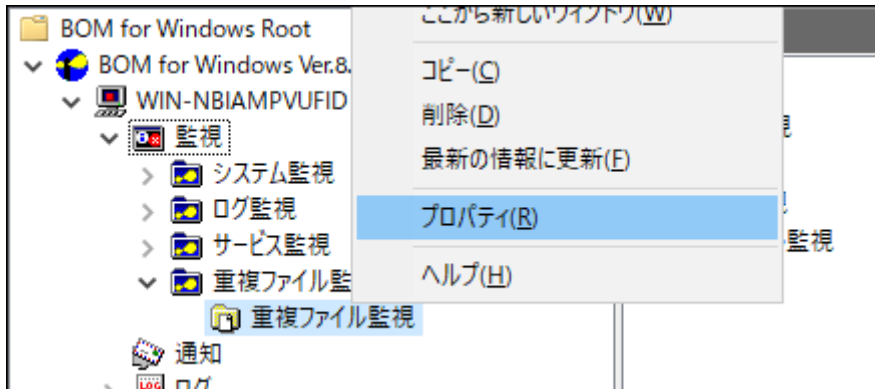 BOM for Windows Root
BOM for Windows Ver.8.
WIN-NBIAMPVUFID
監視
システム監視
ログ監視
サービス監視
重複ファイル監
重複ファイル監視
通知
ログ
ここから新しいウィンドウ(W)
コピー(C)
削除(D)
最新の情報に更新(F)
プロパティ(R)
ヘルプ(H)
監視